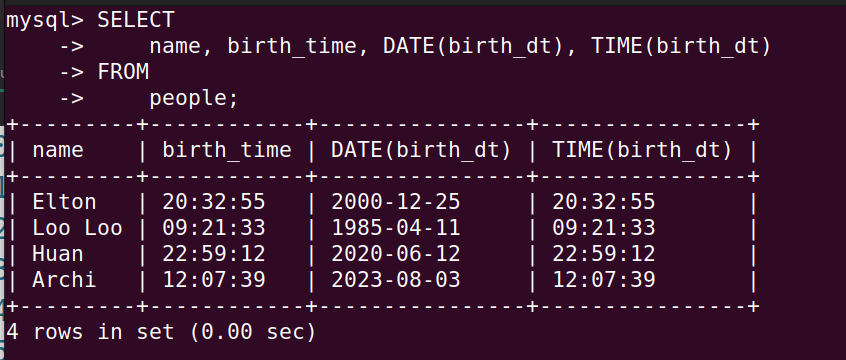 mysql> SELECT
    ->     name, birth_time, DATE(birth_dt), TIME(birth_dt)
    -> FROM
    ->     people;
+---------+------------+----------------+----------------+
| name    | birth_time | DATE(birth_dt) | TIME(birth_dt) |
+---------+------------+----------------+----------------+
| Elton   | 20:32:55   | 2000-12-25     | 20:32:55       |
| Loo Loo | 09:21:33   | 1985-04-11     | 09:21:33       |
| Huan    | 22:59:12   | 2020-06-12     | 22:59:12       |
| Archi   | 12:07:39   | 2023-08-03     | 12:07:39       |
+---------+------------+----------------+----------------+
4 rows in set (0.00 sec)